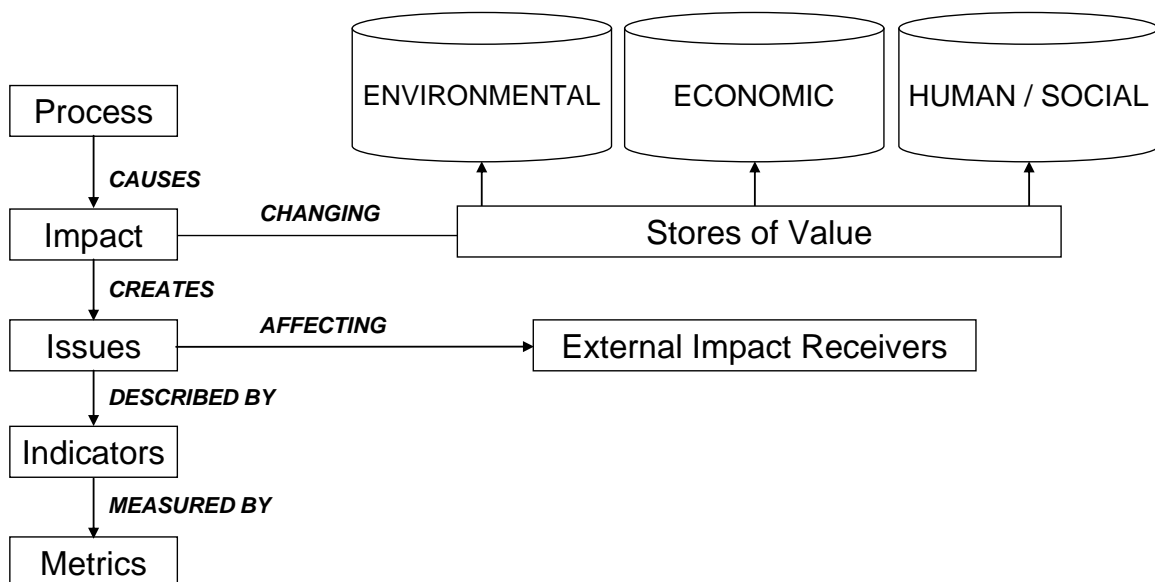 ENVIRONMENTAL
ECONOMIC
HUMAN / SOCIAL
Process
CAUSES
Impact
CHANGING
Stores of Value
CREATES
Issues
AFFECTING
External Impact Receivers
DESCRIBED BY
Indicators
MEASURED BY
Metrics